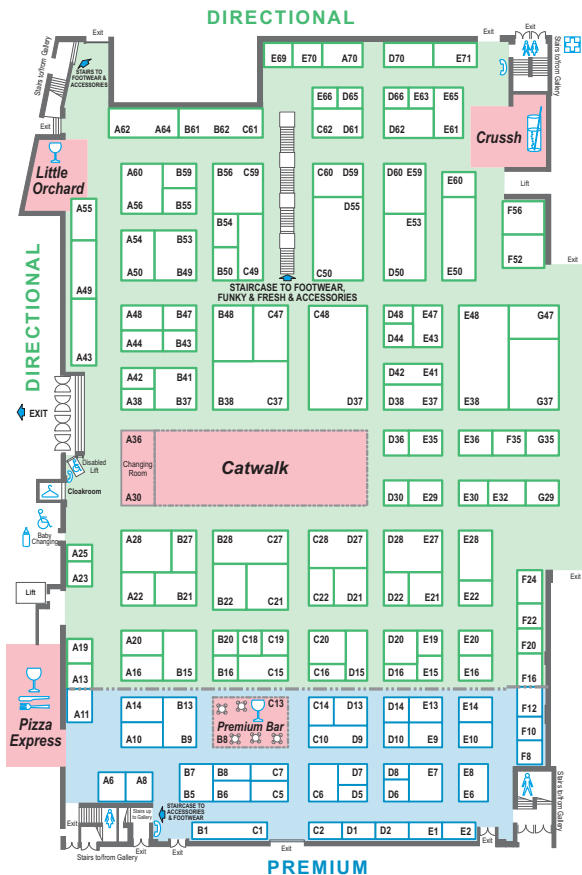 DIRECTIONAL
Exit
Exit
Stairs to/from Gallery
Stairs to/from Gallery
STAIRS TO
FOOTWEAR &
ACCESSORIES
E69 E70 A70 D70 E71
E66 D65 D66 E63 E65
A62 A64 B61 B62 C61 C62 D61 D62 E61
Crussh
Exit
Little
Orchard
A60 B59 B56 C59 C60 D59 D60 E59 E60
Lift
A56 B55 D55
A55 F56
B54 E53
A54 B53
A50 B49 B50 C49 C50 D50 E50 F52
Exit
STAIRCASE TO FOOTWEAR,
FUNKY & FRESH & ACCESSORIES
A49
DIRECTIONAL
A48 B47 B48 C47 C48 D48 E47 E48 G47
A44 B43 D44 E43
A43
A42 B41 D42 E41
A38 B37 B38 C37 D37 D38 E37 E38 G37
EXIT
A36 D36 E35 E36 F35 G35
Changing
Room
Catwalk
Disabled
Lift
Cloakroom
A30 D30 E29 E30 E32 G29
Baby
Changing
A28 B27 B28 C27 C28 D27 D28 E27 E28
A25
A23
Exit
F24
Lift
A22 B21 B22 C21 C22 D21 D22 E21 E22
F22
A20 B20 C18 C19 C20 D20 E19 E20 F20
A19
A16 B15 B16 C15 C16 D15 D16 E15 E16 F16
A13
A11
A14 B13 C13 C14 D13 D14 E13 E14 F12
Pizza
Express
Premium Bar
F10
A10 B9 B8 C10 D9 D10 E9 E10
F8
B7 B8 C7 D7 D8 E7 E8
A6 A8
B5 B6 C5 C6 D5 D6 E6
Stairs to/from Gallery
STAIRCASE TO
ACCESSORIES
& FOOTWEAR
Stairs up
to Gallery
Exit
B1 C1 C2 D1 D2 E1 E2
Exit
Exit
Exit
Exit
Stairs to/from Gallery
PREMIUM